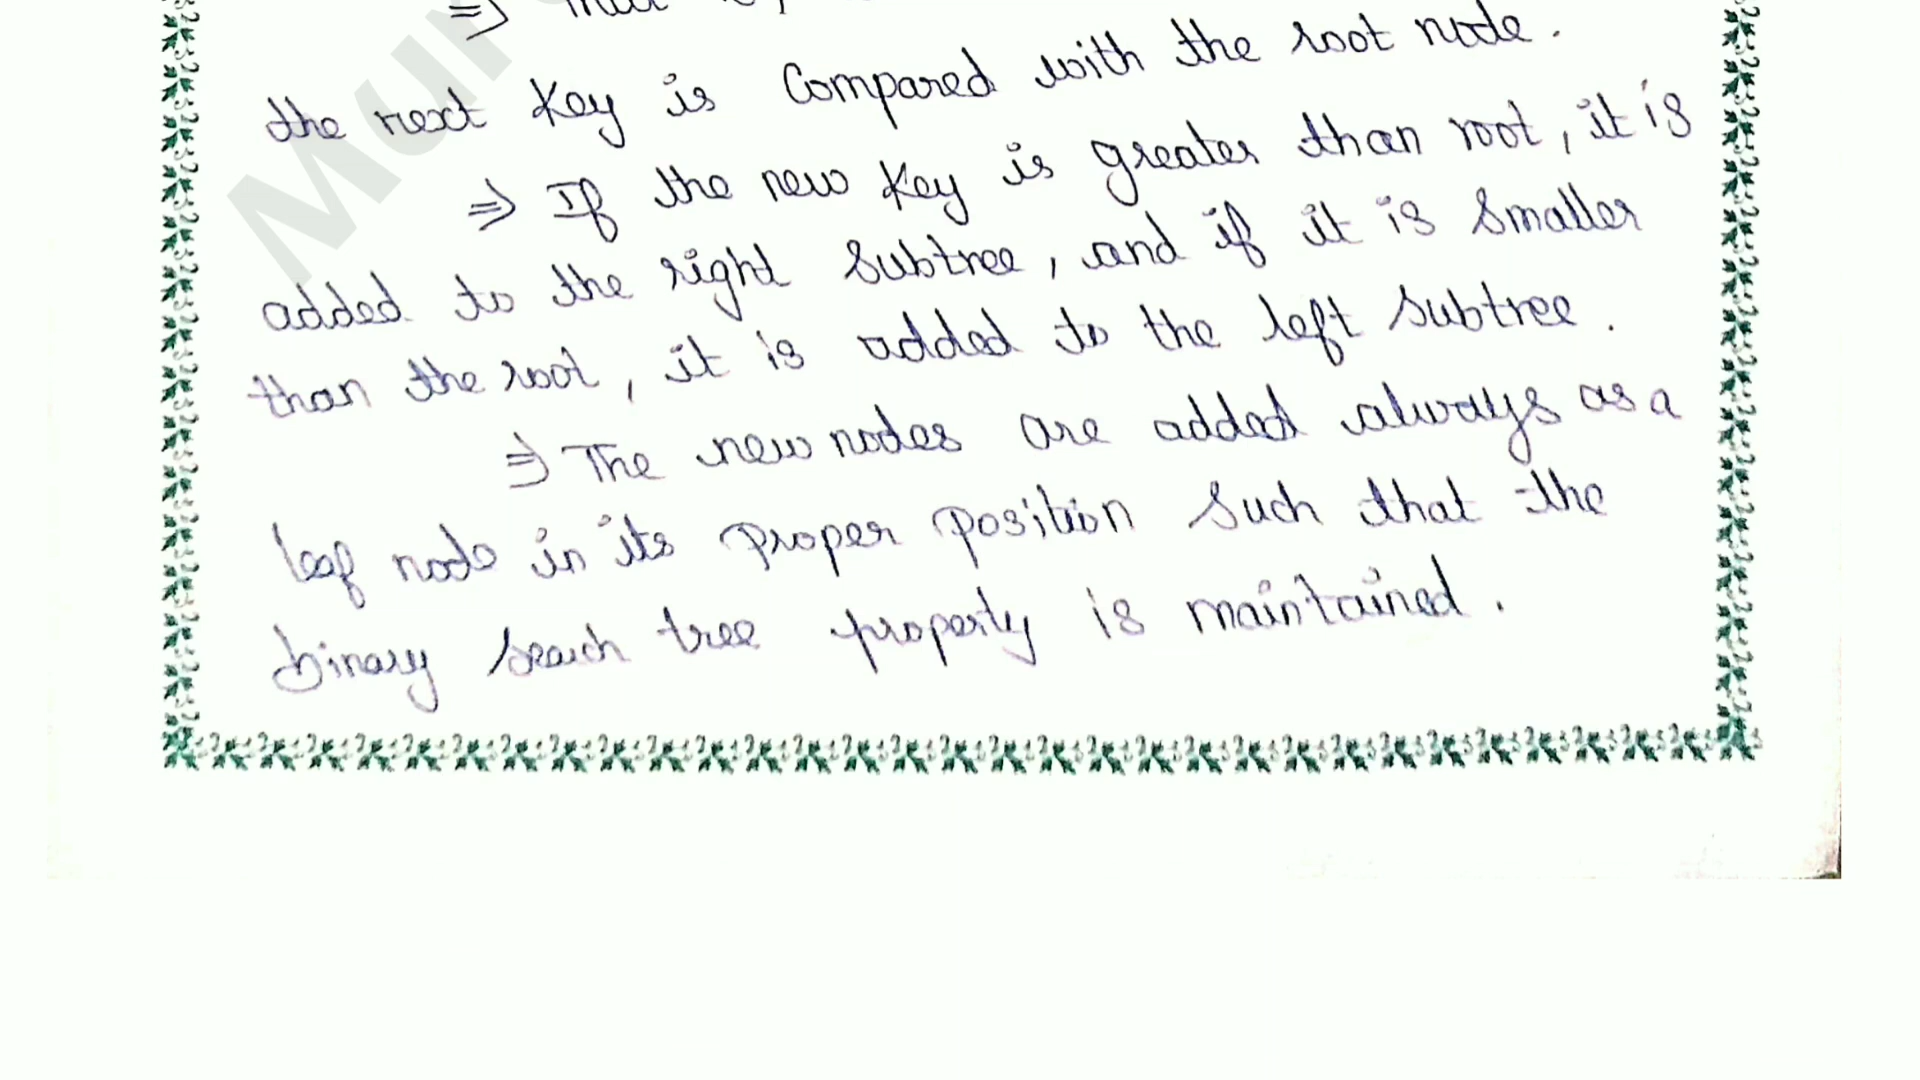 ⇒
the next key is Compared with the root node.
⇒ If the new key is greater than root, it is
added to the right subtree, and if it is smaller
than the root, it is added to the left subtree.
⇒ The new nodes are added always as a
leaf node in its proper position such that the
binary search tree property is maintained.